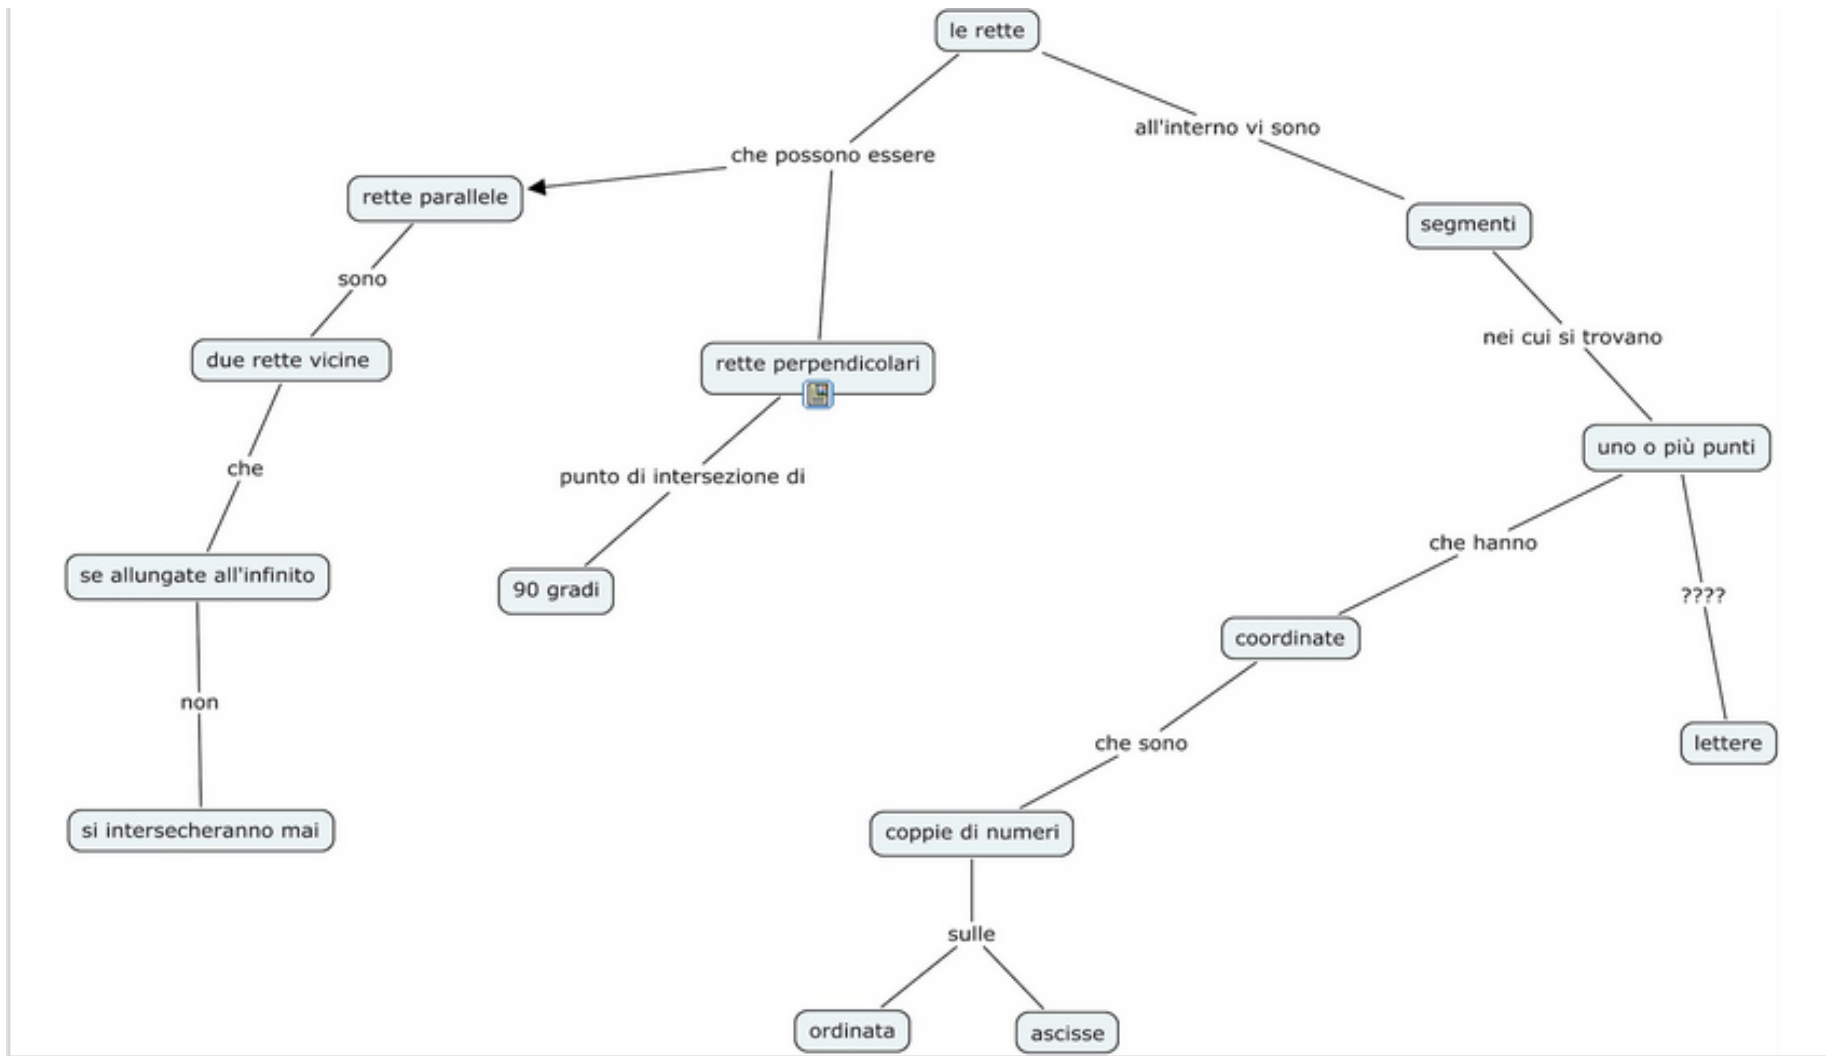 le rette
all'interno vi sono
che possono essere
rette parallele
segmenti
sono
nei cui si trovano
due rette vicine
rette perpendicolari
uno o più punti
che
punto di intersezione di
che hanno
se allungate all'infinito
90 gradi
????
coordinate
non
che sono
lettere
si intersecheranno mai
coppie di numeri
sulle
ordinata
ascisse